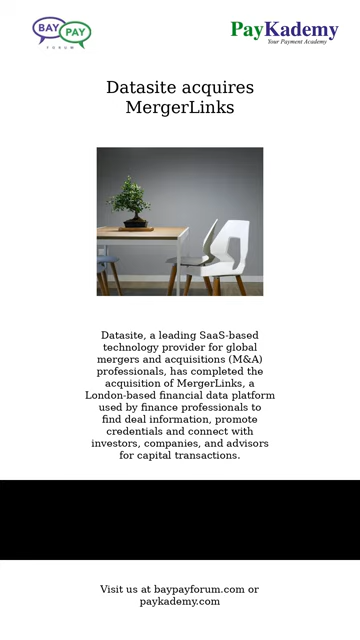 BAY
PAY
FORUM
PayKademy
Your Payment Academy
Datasite acquires
MergerLinks
Datasite, a leading SaaS-based
technology provider for global
mergers and acquisitions (M&A)
professionals, has completed the
acquisition of MergerLinks, a
London-based financial data platform
used by finance professionals to
find deal information, promote
credentials and connect with
investors, companies, and advisors
for capital transactions.
Visit us at baypayforum.com or
paykademy.com